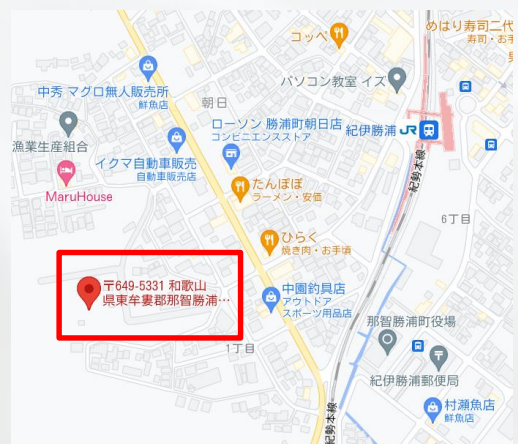 コッペ
めはり寿司二代
寿司・お手
中秀 マグロ無人販売所
鮮魚店
パソコン教室 イズ
朝日
漁業生産組合
ローソン 勝浦町朝日店
コンビニエンスストア
紀伊勝浦 JR
イクマ自動車販売
自動車販売店
MaruHouse
たんぽぽ
ラーメン・安価
紀勢本線
6丁目
ひらく
焼き肉・お手頃
〒649-5331 和歌山
県東牟婁郡那智勝浦…
中園釣具店
アウトドア
スポーツ用品店
那智勝浦町役場
1丁目
紀伊勝浦郵便局
村瀬魚店
鮮魚店
紀勢本線